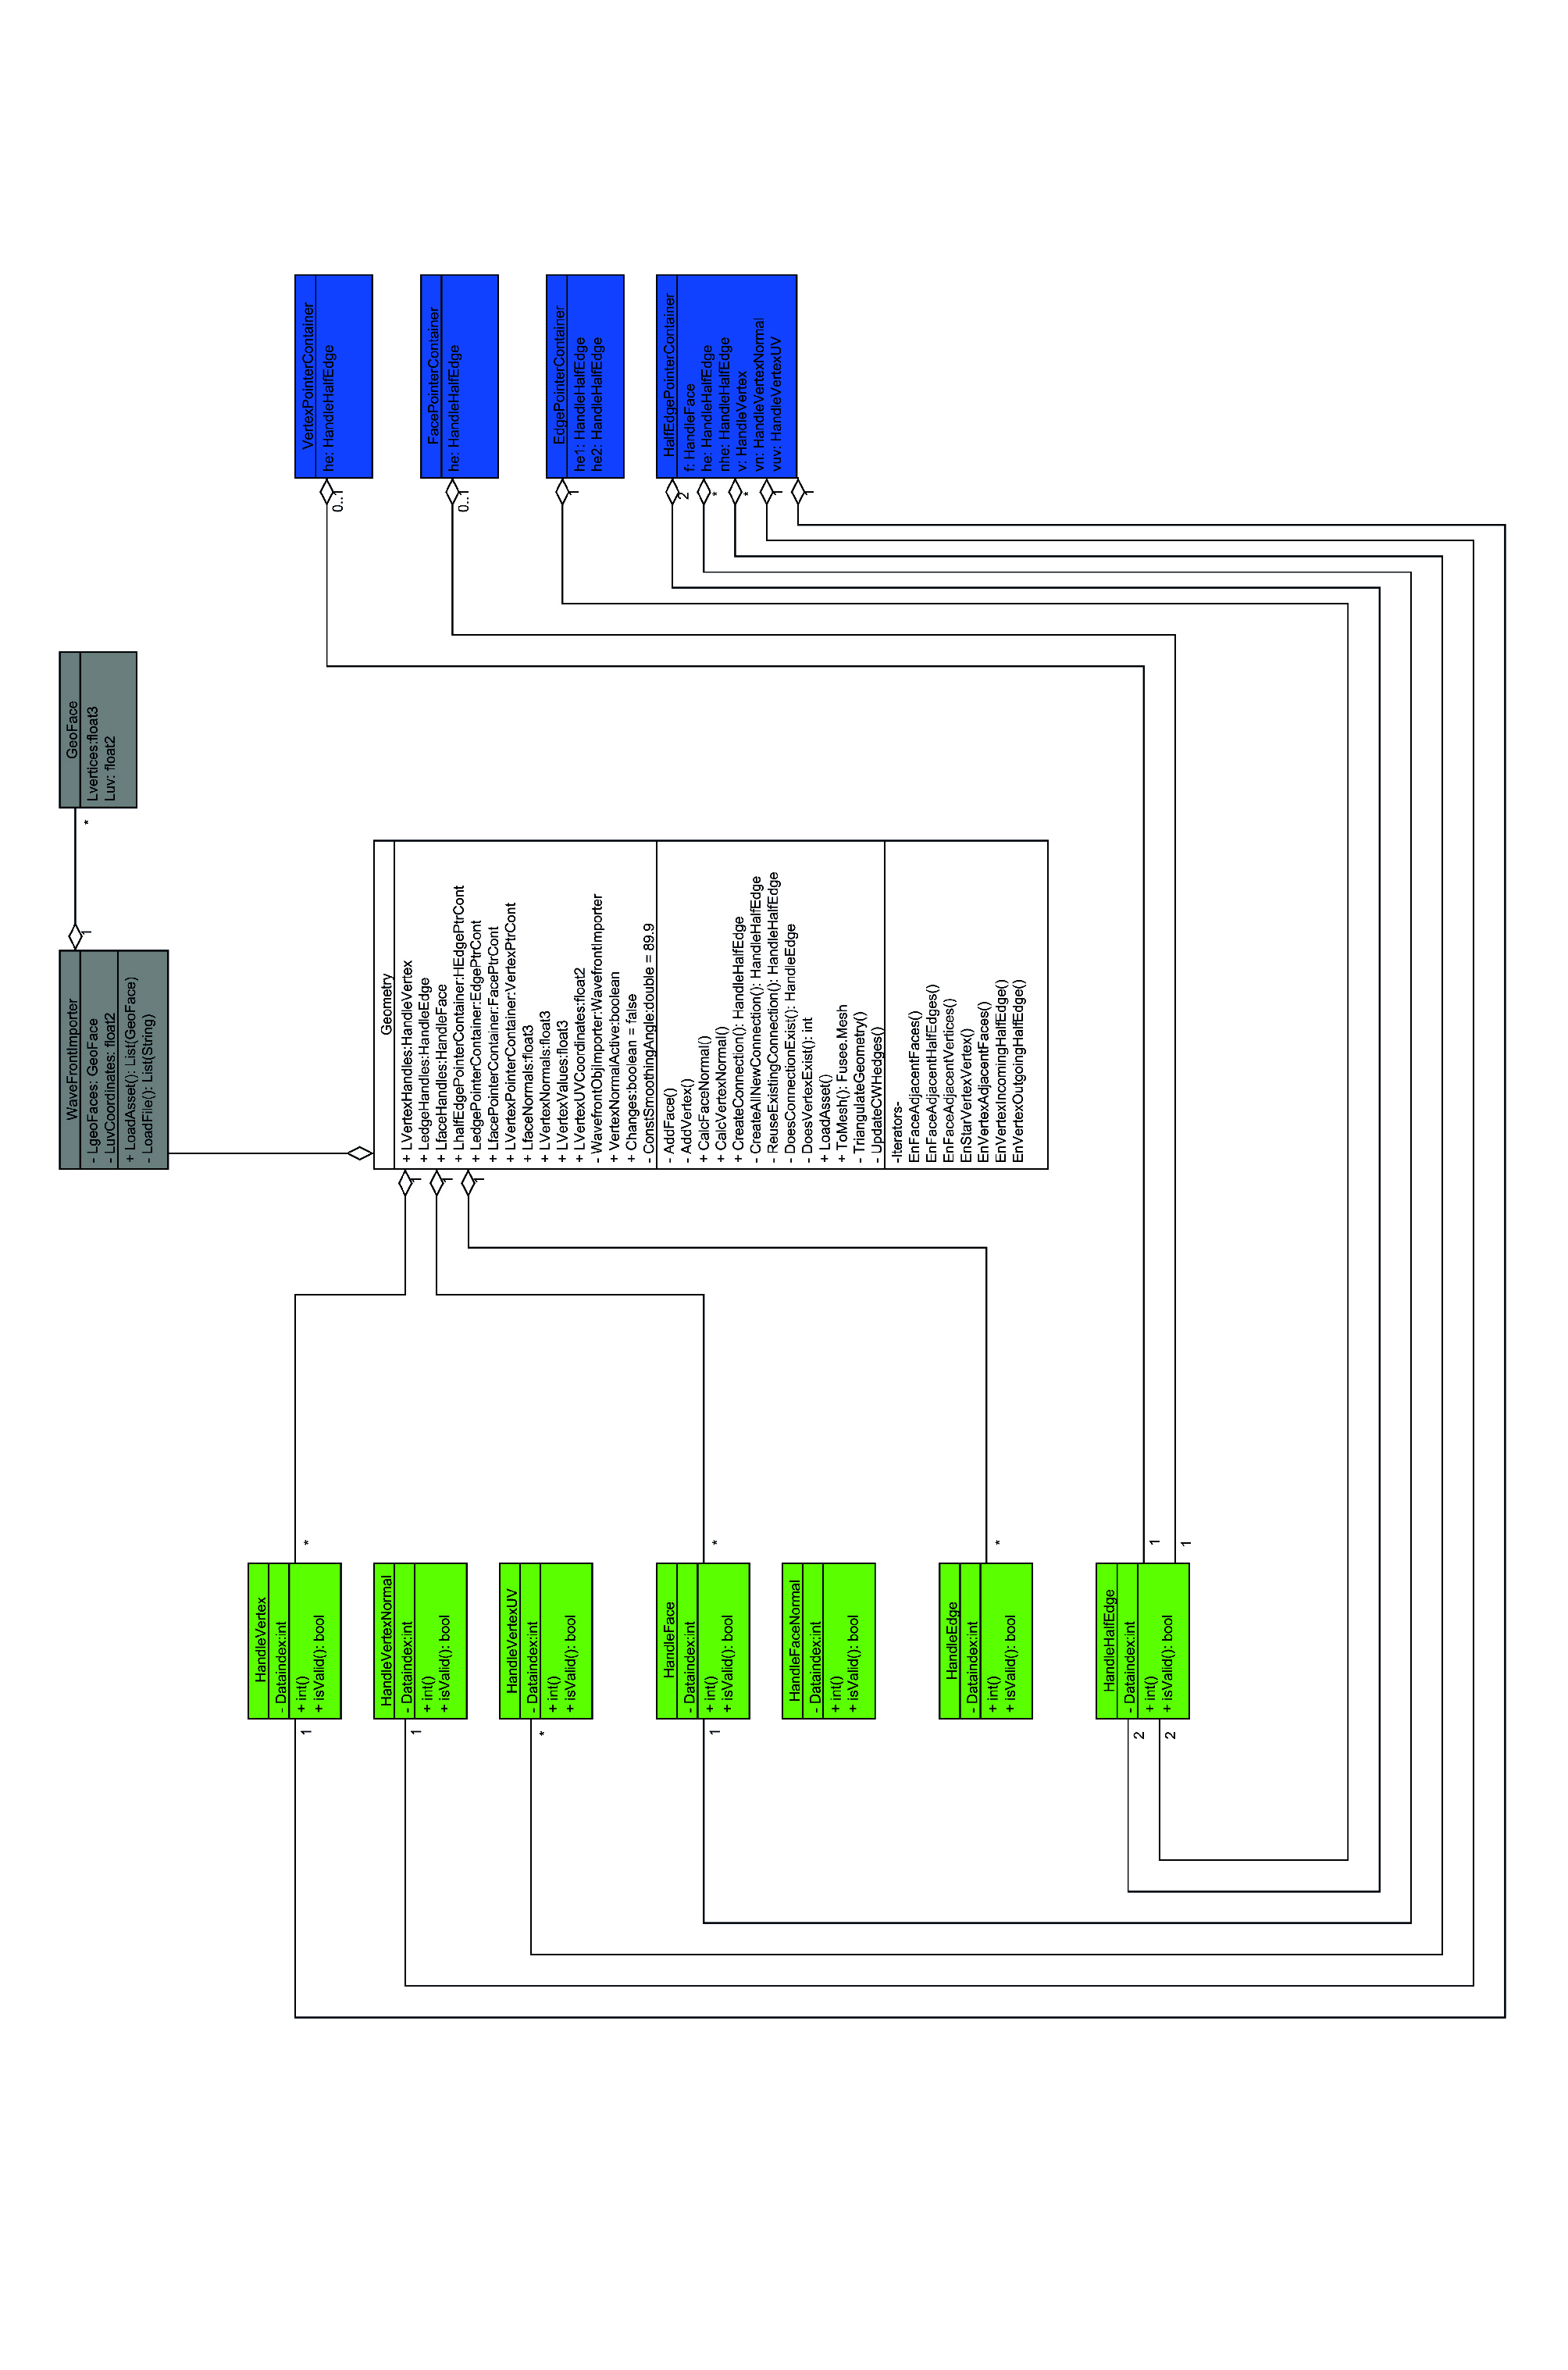 WaveFrontImporter
- LgeoFaces: GeoFace
- LuvCoordinates: float2
+ LoadAsset(): List(GeoFace)
- LoadFile(): List(String)
1
*
GeoFace
Lvertices:float3
Luv: float2
HandleVertex
- Dataindex:int
+ int()
+ isValid(): bool
1
*
HandleVertexNormal
- Dataindex:int
+ int()
+ isValid(): bool
1
HandleVertexUV
- Dataindex:int
+ int()
+ isValid(): bool
*
HandleFace
- Dataindex:int
+ int()
+ isValid(): bool
1
*
HandleFaceNormal
- Dataindex:int
+ int()
+ isValid(): bool
HandleEdge
- Dataindex:int
+ int()
+ isValid(): bool
*
HandleHalfEdge
- Dataindex:int
+ int()
+ isValid(): bool
2
2
1
1
Geometry
+ LVertexHandles:HandleVertex
+ LedgeHandles:HandleEdge
+ LfaceHandles:HandleFace
+ LhalfEdgePointerContainer:HEdgePtrCont
+ LedgePointerContainer:EdgePtrCont
+ LfacePointerContainer:FacePtrCont
+ LVertexPointerContainer:VertexPtrCont
+ LfaceNormals:float3
+ LVertexNormals:float3
+ LVertexValues:float3
+ LVertexUVCoordinates:float2
- WavefrontObjImporter:WavefrontImporter
+ VertexNormalActive:boolean
+ Changes:boolean = false
- ConstSmoothingAngle:double = 89.9
- AddFace()
- AddVertex()
+ CalcFaceNormal()
+ CalcVertexNormal()
+ CreateConnection(): HandleHalfEdge
- CreateAllNewConnection(): HandleHalfEdge
- ReuseExistingConnection(): HandleHalfEdge
- DoesConnectionExist(): HandleEdge
- DoesVertexExist(): int
+ LoadAsset()
+ ToMesh(): Fusee.Mesh
- TriangulateGeometry()
- UpdateCWHedges()
-Iterators-
EnFaceAdjacentFaces()
EnFaceAdjacentHalfEdges()
EnFaceAdjacentVertices()
EnStarVertexVertex()
EnVertexAdjacentFaces()
EnVertexIncomingHalfEdge()
EnVertexOutgoingHalfEdge()
1
1
1
VertexPointerContainer
he: HandleHalfEdge
0..1
FacePointerContainer
he: HandleHalfEdge
0..1
EdgePointerContainer
he1: HandleHalfEdge
he2: HandleHalfEdge
1
HalfEdgePointerContainer
f: HandleFace
he: HandleHalfEdge
nhe: HandleHalfEdge
v: HandleVertex
vn: HandleVertexNormal
vuv: HandleVertexUV
2
*
*
1
1